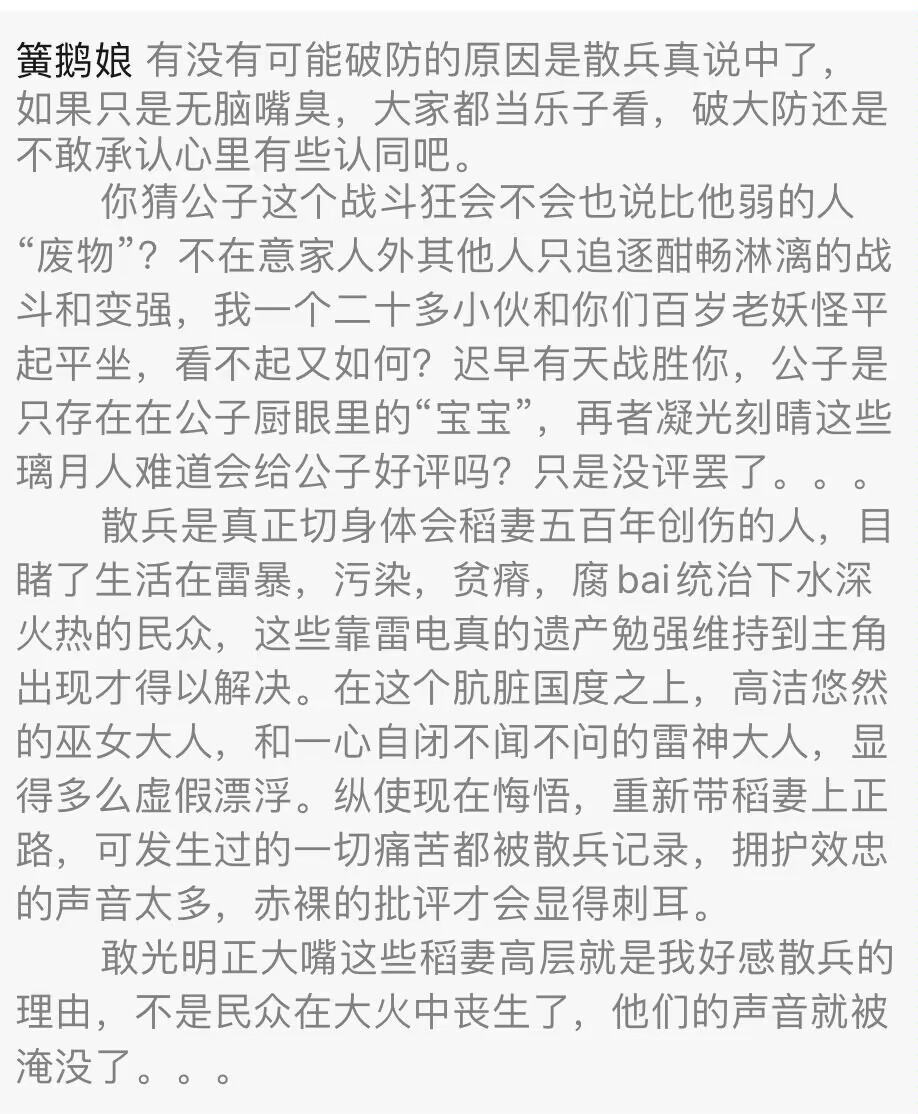 簧鹅娘 有没有可能破防的原因是散兵真说中了，
如果只是无脑嘴臭，大家都当乐子看，破大防还是
不敢承认心里有些认同吧。
你猜公子这个战斗狂会不会也说比他弱的人
“废物”？不在意家人外其他人只追逐酣畅淋漓的战
斗和变强，我一个二十多小伙和你们百岁老妖怪平
起平坐，看不起又如何？迟早有天战胜你，公子是
只存在在公子厨眼里的“宝宝”，再者凝光刻晴这些
璃月人难道会给公子好评吗？只是没评罢了。。。
散兵是真正切身体会稻妻五百年创伤的人，目
睹了生活在雷暴，污染，贫瘠，腐bai统治下水深
火热的民众，这些靠雷电真的遗产勉强维持到主角
出现才得以解决。在这个肮脏国度之上，高洁悠然
的巫女大人，和一心自闭不闻不问的雷神大人，显
得多么虚假漂浮。纵使现在悔悟，重新带稻妻上正
路，可发生过的一切痛苦都被散兵记录，拥护效忠
的声音太多，赤裸的批评才会显得刺耳。
敢光明正大嘴这些稻妻高层就是我好感散兵的
理由，不是民众在大火中丧生了，他们的声音就被
淹没了。。。